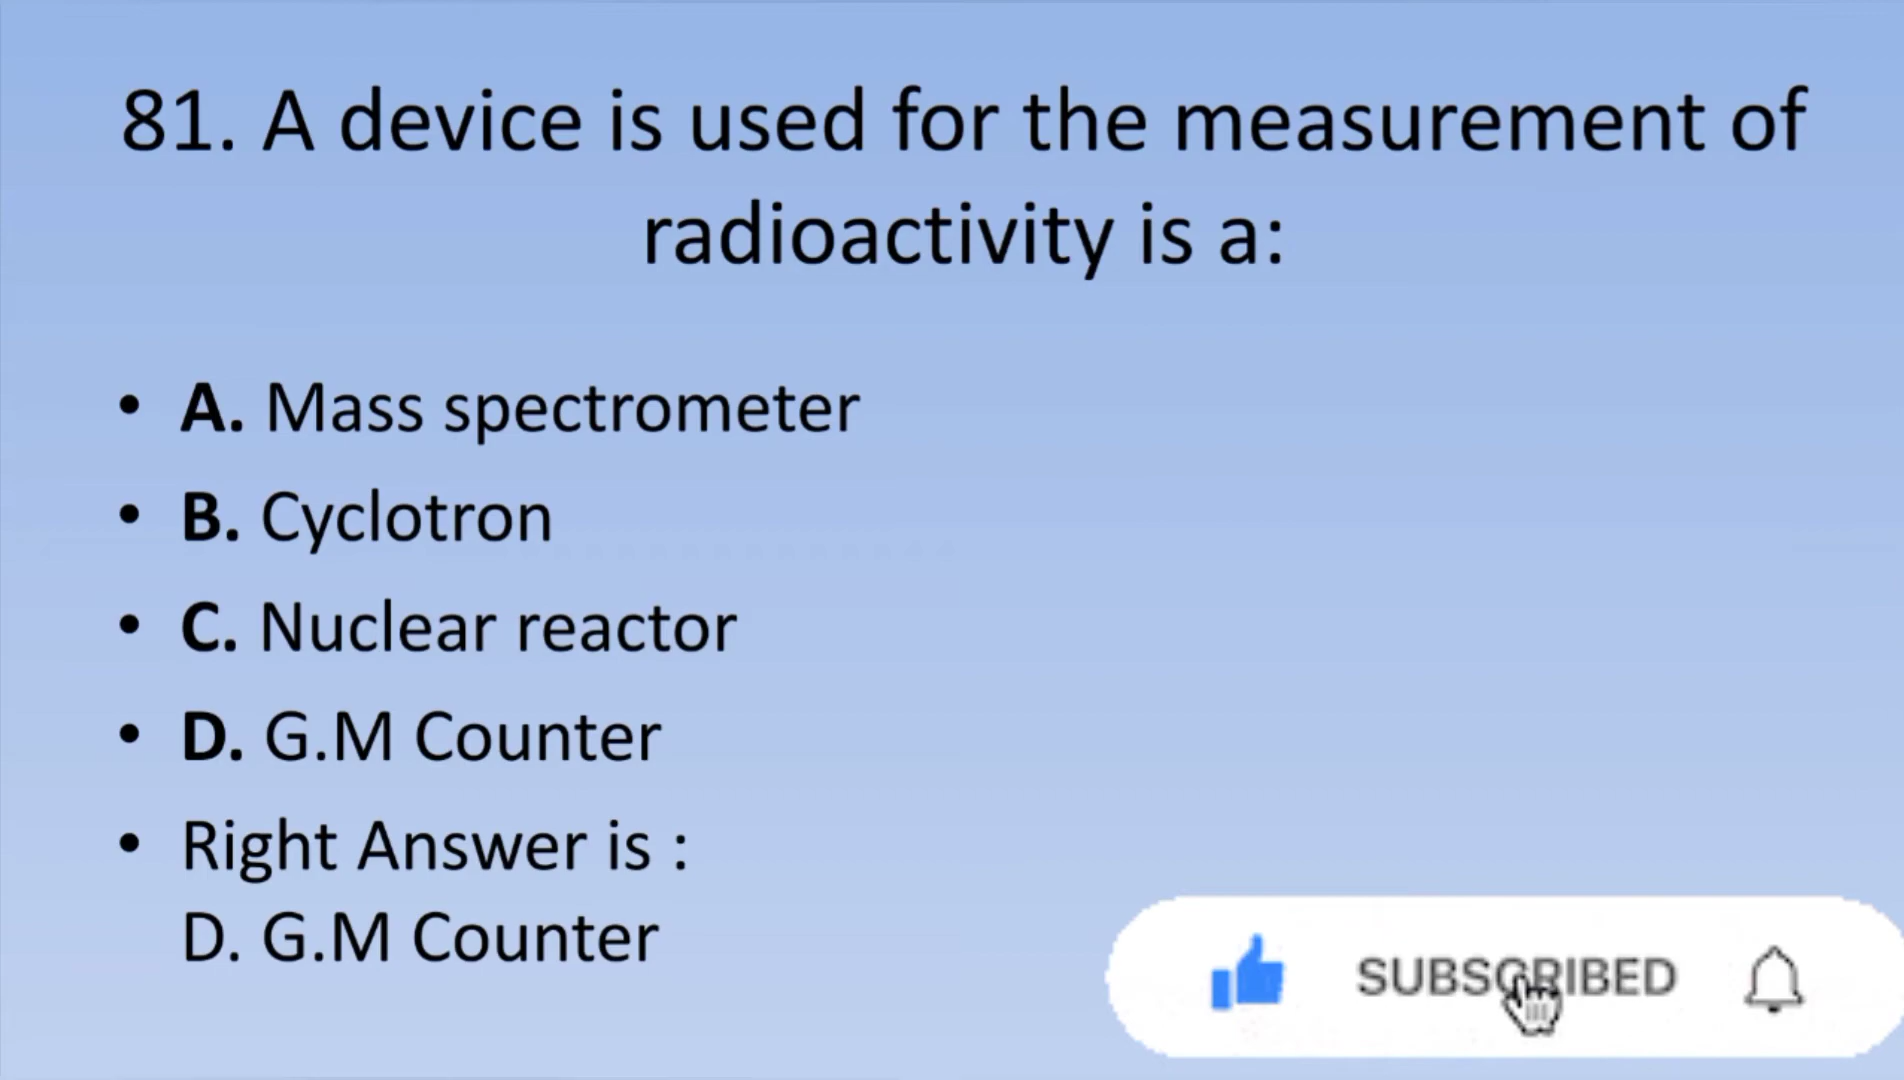 81. A device is used for the measurement of
radioactivity is a:
• A. Mass spectrometer
• B. Cyclotron
• C. Nuclear reactor
• D. G.M Counter
• Right Answer is :
D. G.M Counter
SUBSCRIBED